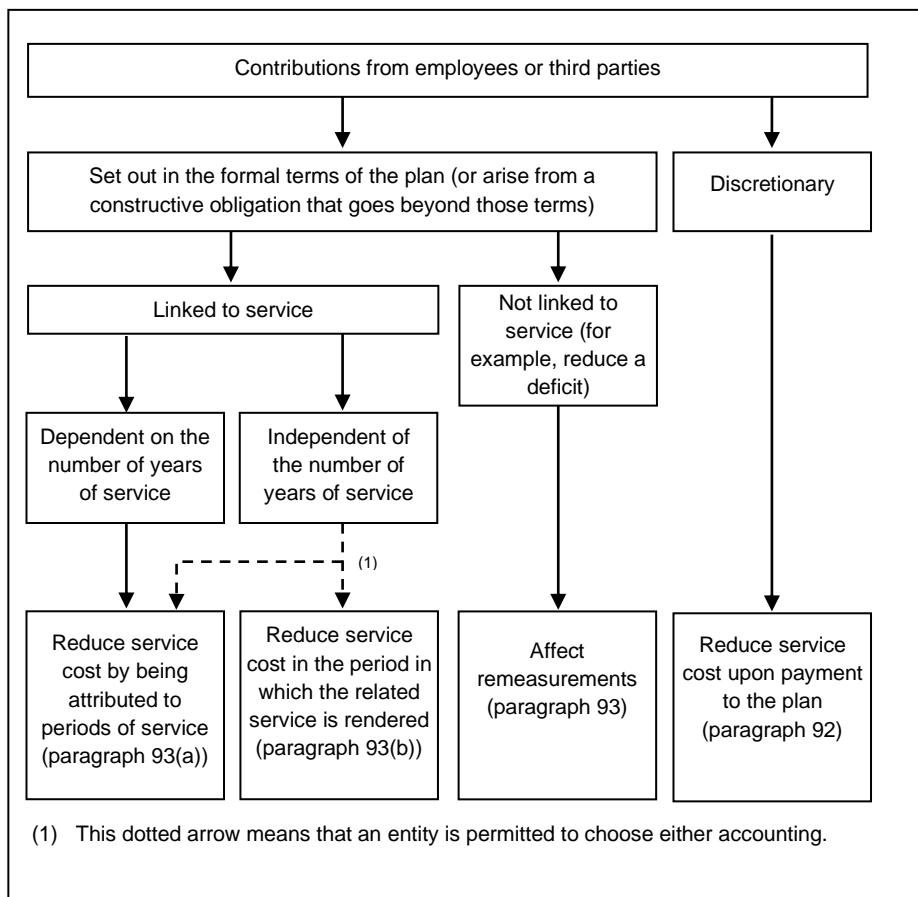 Contributions from employees or third parties
Set out in the formal terms of the plan (or arise from a
constructive obligation that goes beyond those terms)
Discretionary
Linked to service
Not linked to
service (for
example, reduce a
deficit)
Dependent on the
number of years
of service
Independent of
the number of
years of service
(1)
Reduce service
cost by being
attributed to
periods of service
(paragraph 93(a))
Reduce service
cost in the period in
which the related
service is rendered
(paragraph 93(b))
Affect
remeasurements
(paragraph 93)
Reduce service
cost upon payment
to the plan
(paragraph 92)
(1) This dotted arrow means that an entity is permitted to choose either accounting.